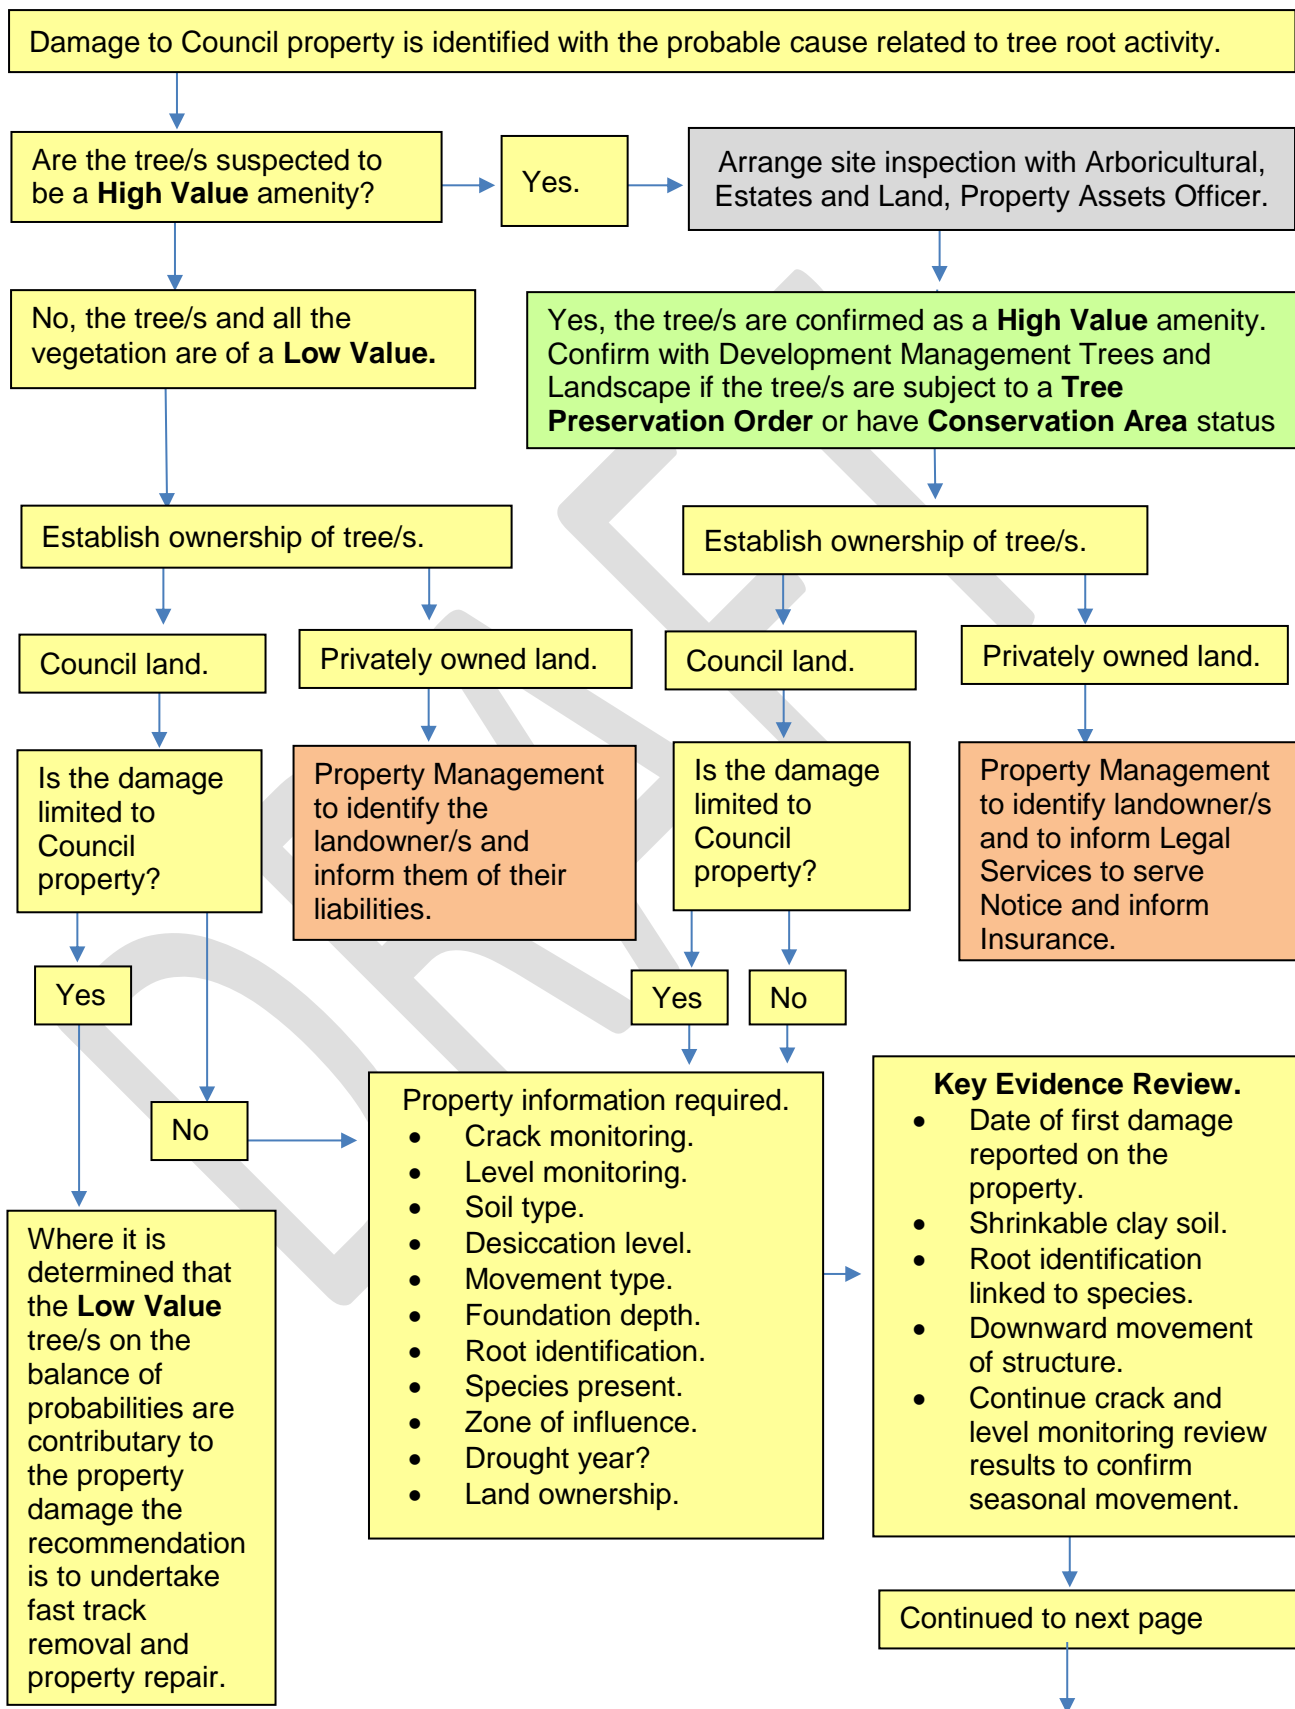 Damage to Council property is identified with the probable cause related to tree root activity.
Are the tree/s suspected to
be a High Value amenity?
Yes.
Arrange site inspection with Arboricultural,
Estates and Land, Property Assets Officer.
No, the tree/s and all the
vegetation are of a Low Value.
Yes, the tree/s are confirmed as a High Value amenity.
Confirm with Development Management Trees and
Landscape if the tree/s are subject to a Tree
Preservation Order or have Conservation Area status
Establish ownership of tree/s.
Establish ownership of tree/s.
Council land.
Privately owned land.
Council land.
Privately owned land.
Is the damage
limited to
Council
property?
Property Management
to identify the
landowner/s and
inform them of their
liabilities.
Is the damage
limited to
Council
property?
Property Management
to identify landowner/s
and to inform Legal
Services to serve
Notice and inform
Insurance.
Yes
No
Yes
No
Where it is
determined that
the Low Value
tree/s on the
balance of
probabilities are
contributary to
the property
damage the
recommendation
is to undertake
fast track
removal and
property repair.
Property information required.
• Crack monitoring.
• Level monitoring.
• Soil type.
• Desiccation level.
• Movement type.
• Foundation depth.
• Root identification.
• Species present.
• Zone of influence.
• Drought year?
• Land ownership.
Key Evidence Review.
• Date of first damage
reported on the
property.
• Shrinkable clay soil.
• Root identification
linked to species.
• Downward movement
of structure.
• Continue crack and
level monitoring review
results to confirm
seasonal movement.
Continued to next page
DRAFT